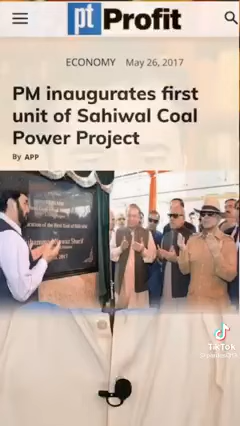 pt Profit
ECONOMY May 26, 2017
PM inaugurates first
unit of Sahiwal Coal
Power Project
By APP
TikTok